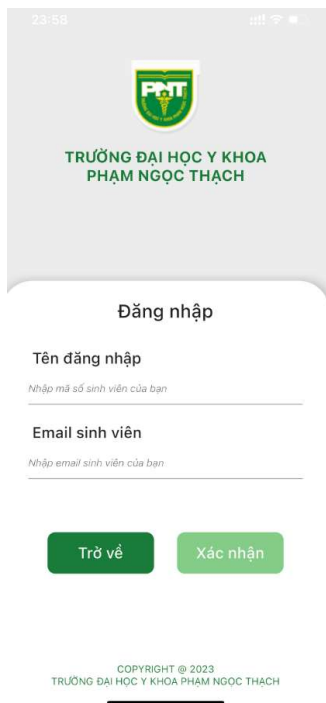 23:58
PNT
TRƯỜNG ĐẠI HỌC Y KHOA
PHẠM NGỌC THẠCH
Đăng nhập
Tên đăng nhập
Nhập mã số sinh viên của bạn
Email sinh viên
Nhập email sinh viên của bạn
Trở về
Xác nhận
COPYRIGHT @ 2023
TRƯỜNG ĐẠI HỌC Y KHOA PHẠM NGỌC THẠCH